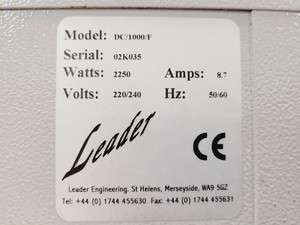 Model: DC/1000/F
Serial: 02K035
Watts: 2250 Amps: 8.7
Volts: 220/240 Hz: 50/60
Leader
CE
Leader Engineering. St Helens, Merseyside, WA9 5GZ
Tel: +44 (0) 1744 455630 Fax: +44 (0) 1744 455631